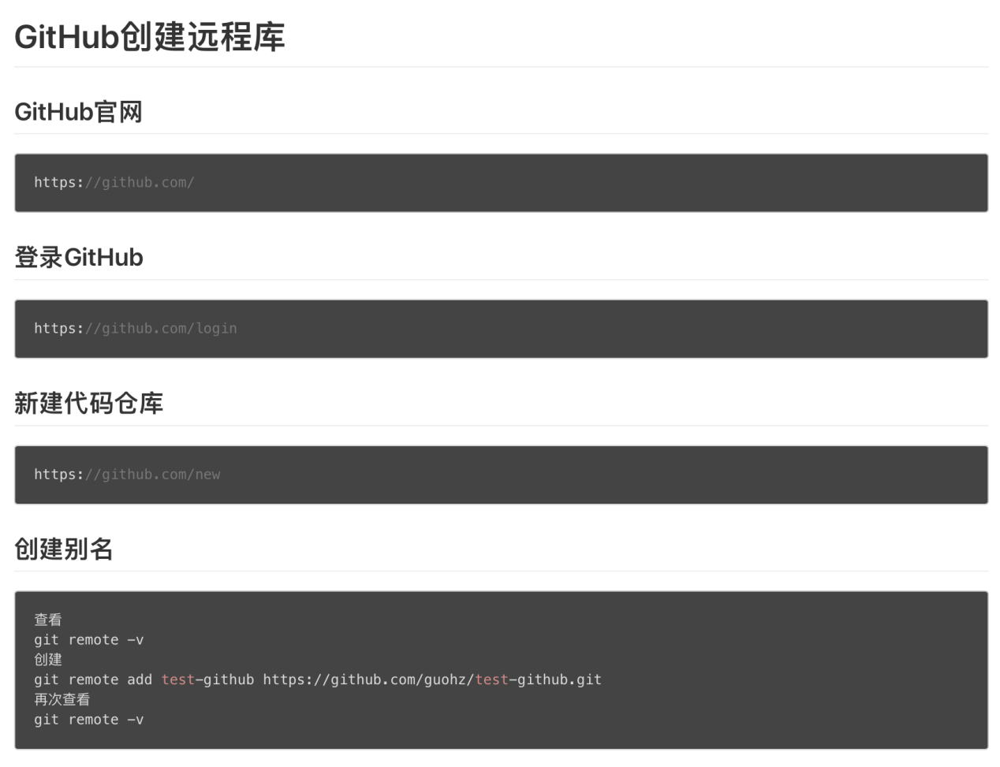 GitHub创建远程库
GitHub官网
https://github.com/
登录GitHub
https://github.com/login
新建代码仓库
https://github.com/new
创建别名
查看
git remote -v
创建
git remote add test-github https://github.com/guohz/test-github.git
再次查看
git remote -v